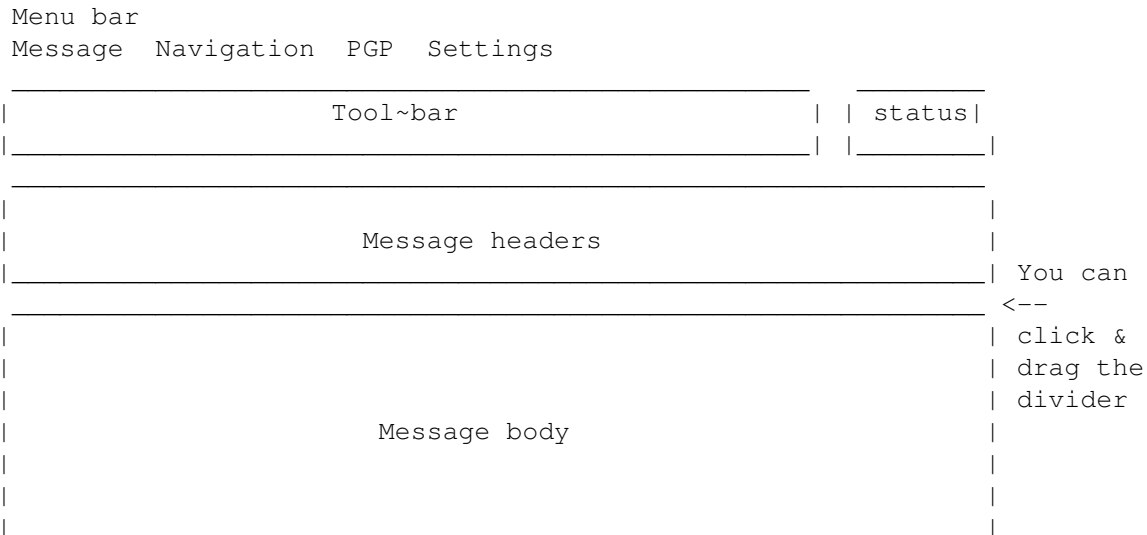 Menu bar
Message Navigation PGP Settings
Tool~bar status
Message headers
You can
<--
click &
drag the
divider
Message body